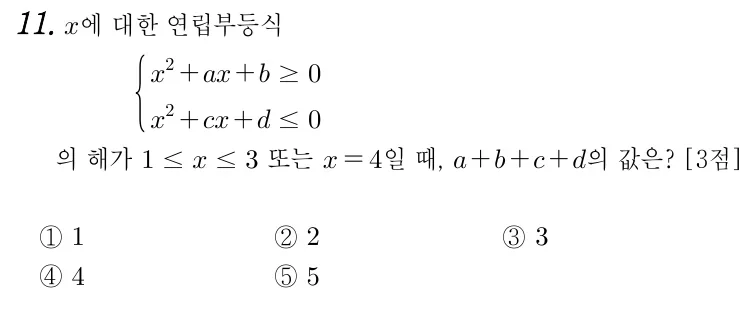 11. x에 대한 연립부등식
x²+ax+b ≥ 0
x²+cx+d ≤ 0
의 해가 1 ≤ x ≤ 3 또는 x=4일 때, a+b+c+d의 값은? [3점]
① 1 ② 2 ③ 3
④ 4 ⑤ 5